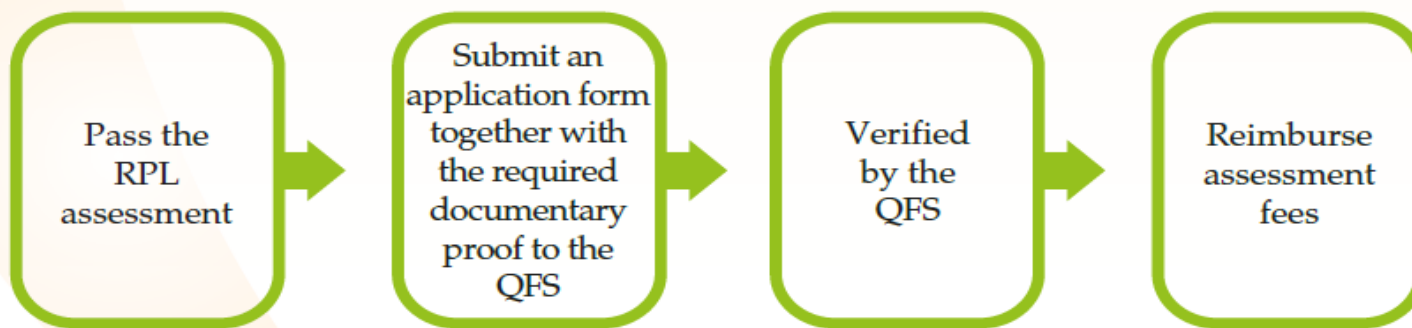 Pass the
RPL
assessment
Submit an
application form
together with
the required
documentary
proof to the
QFS
Verified
by the
QFS
Reimburse
assessment
fees